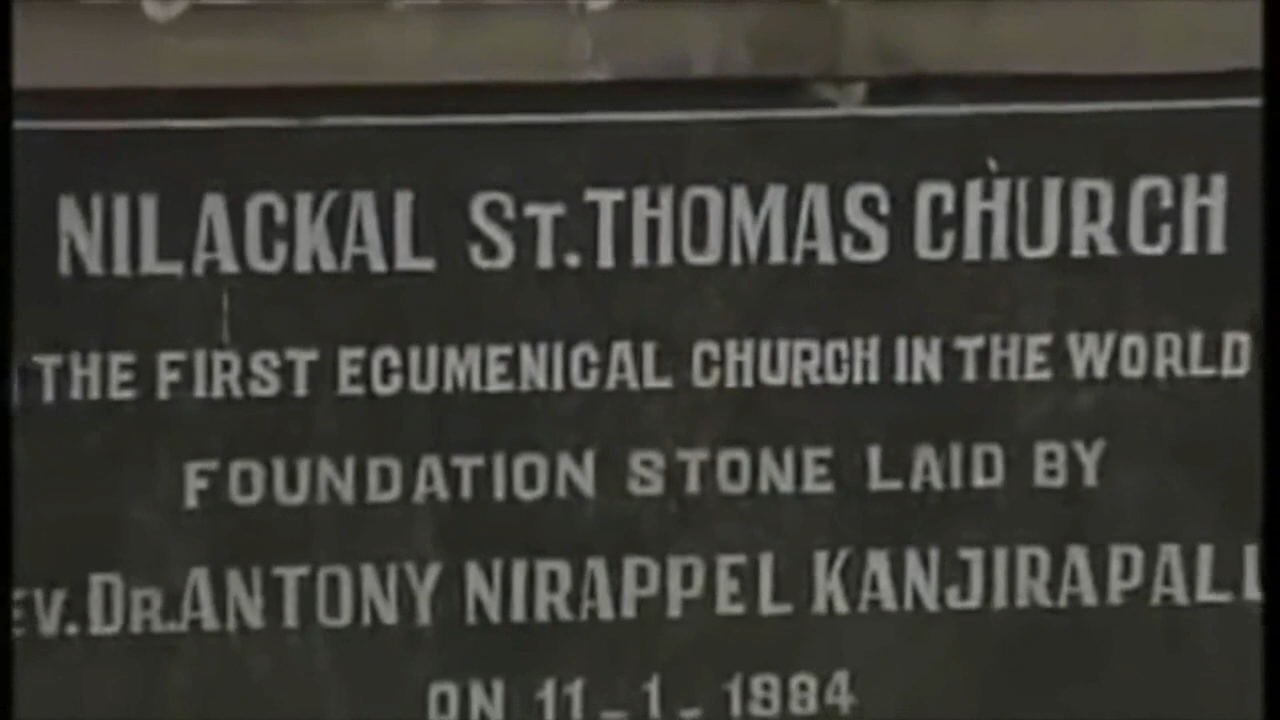 NILACKAL ST. THOMAS CHURCH
THE FIRST ECUMENICAL CHURCH IN THE WORLD
FOUNDATION STONE LAID BY
EV. DR. ANTONY NIRAPPEL KANJIRAPALL
ON 11-1-1984